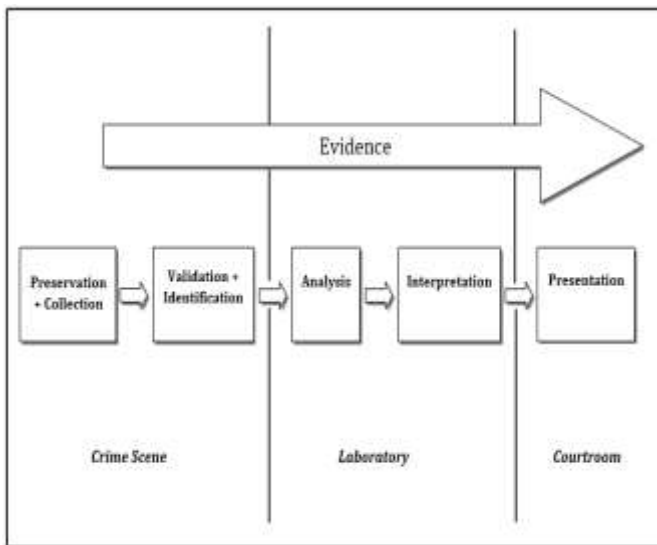 Evidence
Preservation
+ Collection
Validation +
Identification
Analysis
Interpretation
Presentation
Crime Scene
Laboratory
Courtroom